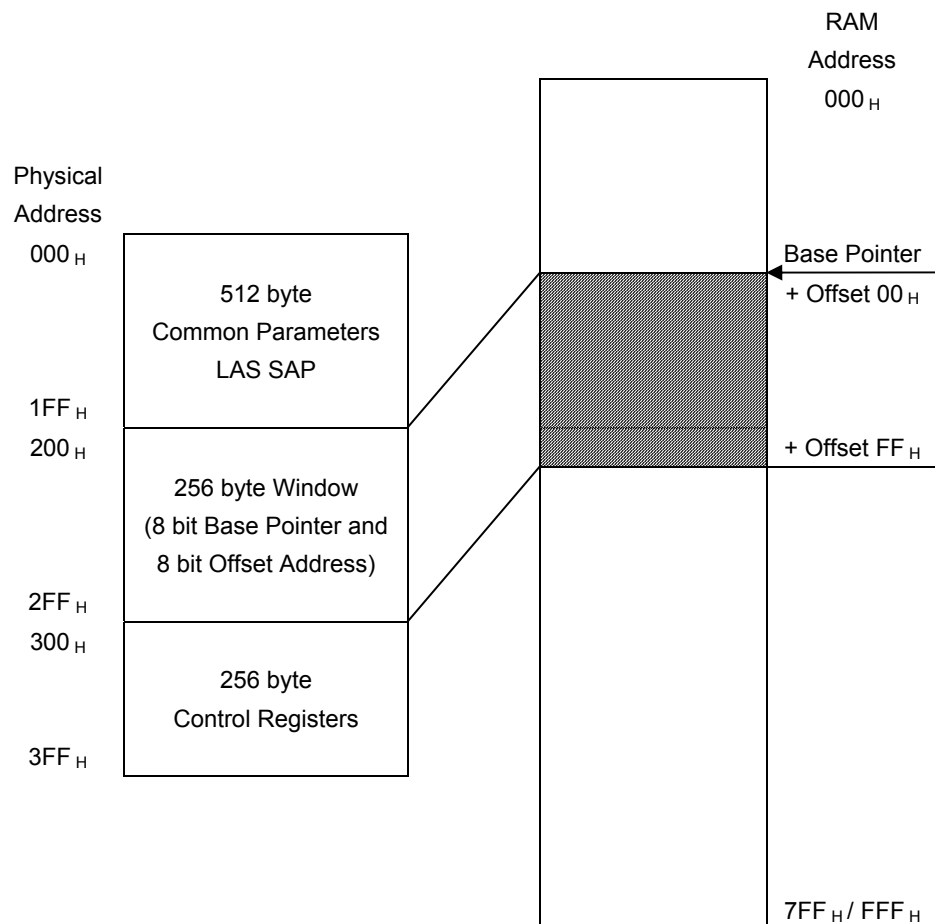 RAM
Address
000 H
Physical
Address
000 H
Base Pointer
+ Offset 00 H
512 byte
Common Parameters
LAS SAP
1FF H
200 H
+ Offset FF H
256 byte Window
(8 bit Base Pointer and
8 bit Offset Address)
2FF H
300 H
256 byte
Control Registers
3FF H
7FF H / FFF H